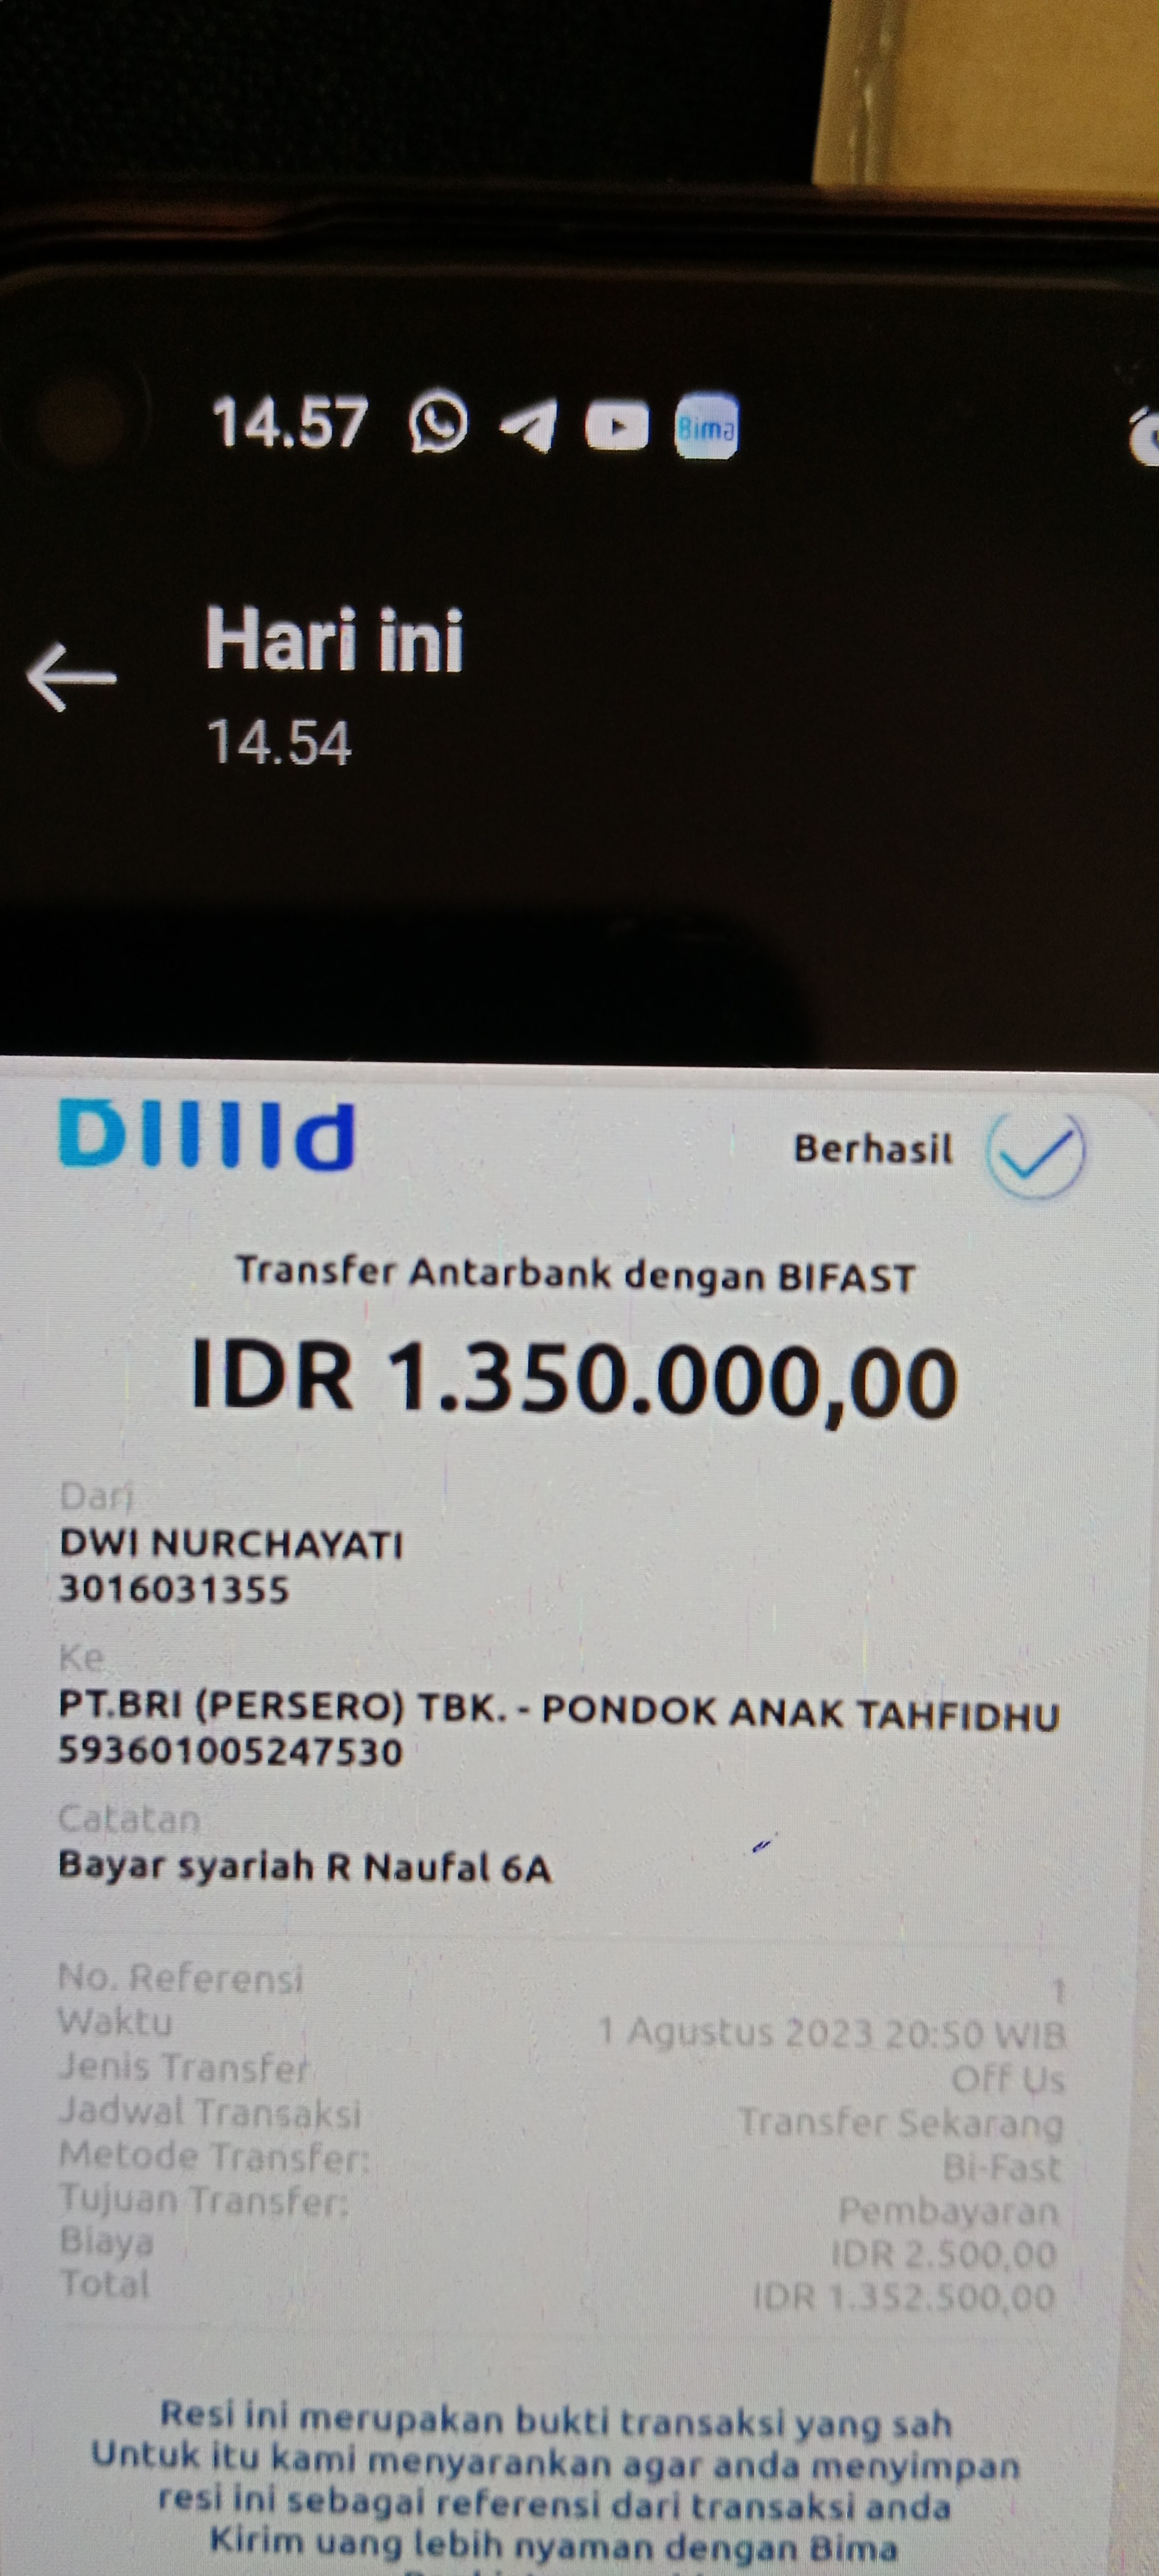 14.57 Bima
Hari ini
14.54
Berhasil
Transfer Antarbank dengan BIFAST
IDR 1.350.000,00
Dari
DWI NURCHAYATI
3016031355
Ke
PT.BRI (PERSERO) TBK. - PONDOK ANAK TAHFIDHU
593601005247530
Catatan
Bayar syariah R Naufal 6A
No. Referensi 1
Waktu 1 Agustus 2023 20:50 WIB
Jenis Transfer Off Us
Jadwal Transaksi Transfer Sekarang
Metode Transfer: Bi-Fast
Tujuan Transfer: Pembayaran
Biaya IDR 2.500,00
Total IDR 1.352.500,00
Resi ini merupakan bukti transaksi yang sah
Untuk itu kami menyarankan agar anda menyimpan
resi ini sebagai referensi dari transaksi anda
Kirim uang lebih nyaman dengan Bima